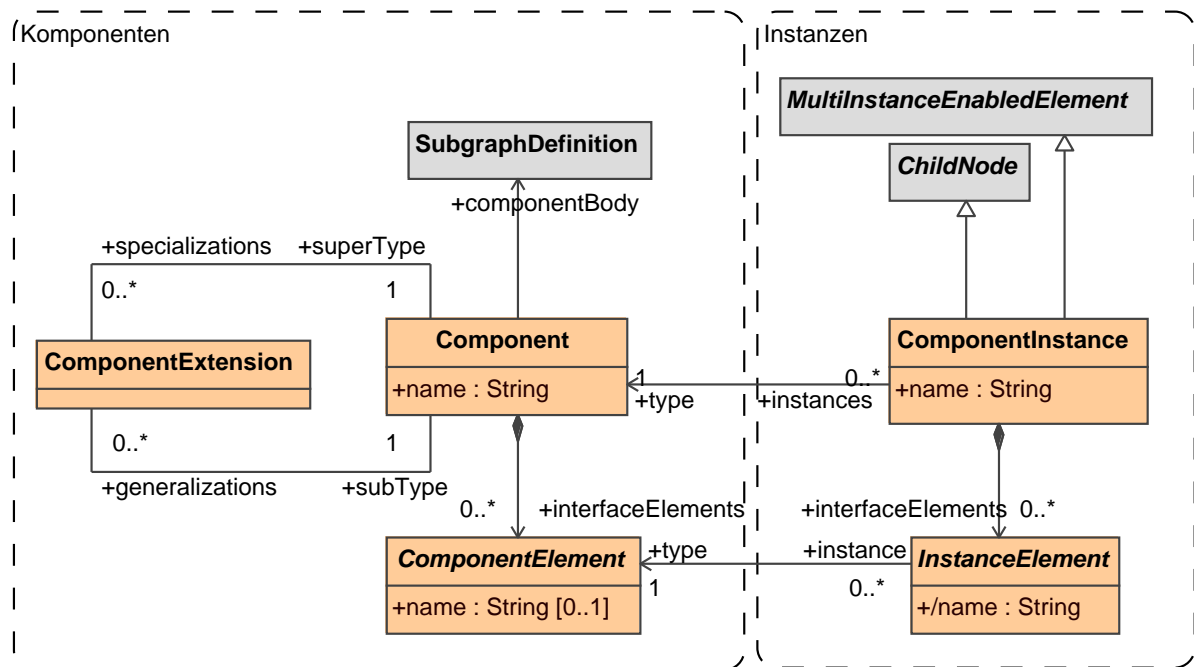 Komponenten
Instanzen
MultiInstanceEnabledElement
SubgraphDefinition
ChildNode
+componentBody
+specializations
+superType
0..*
1
Component
ComponentInstance
ComponentExtension
+name : String
1
0..*
+name : String
+type
+instances
0..*
1
+generalizations
+subType
0..*
+interfaceElements
+interfaceElements
0..*
ComponentElement
+type
+instance
InstanceElement
1
0..*
+name : String [0..1]
+/name : String